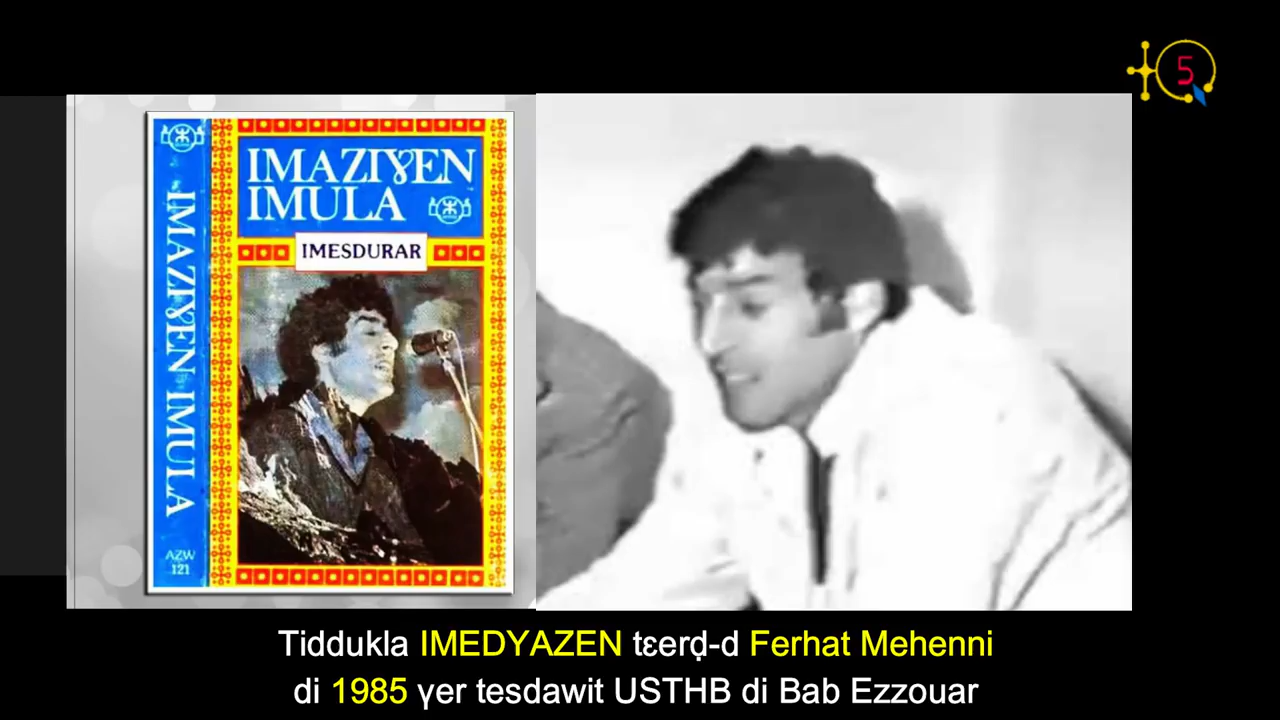 5
IMAZIƔEN
IMULA
IMESDURAR
IMAZIƔEN IMULA
AZW
121
Tiddukla IMEDYAZEN tɛerḍ-d Ferhat Mehenni
di 1985 ɣer tesdawit USTHB di Bab Ezzouar